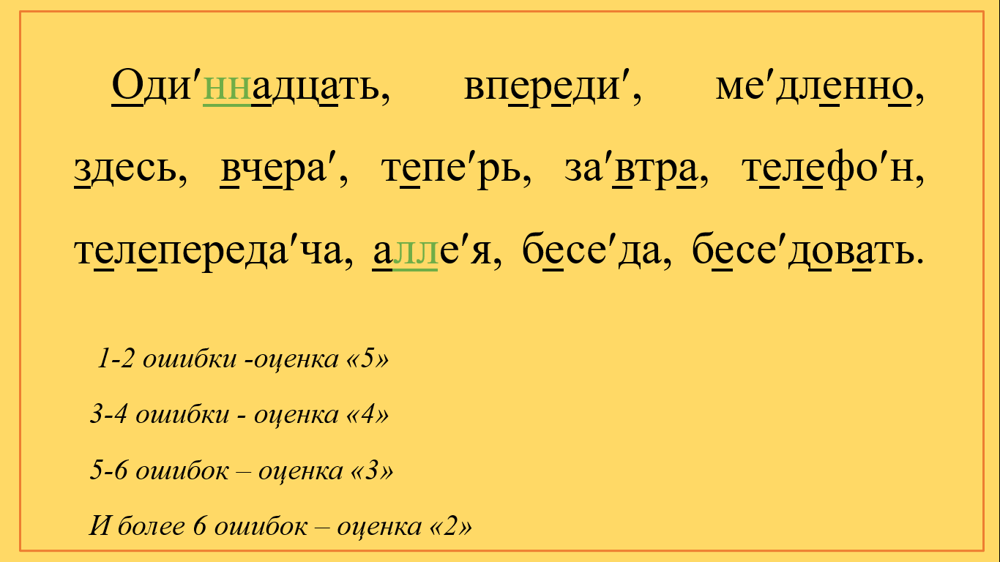 Оди′ннадцать, впереди′, ме′дленно,
здесь, вчера′, тепе′рь, за′втра, телефо′н,
телепереда′ча, алле′я, бесе′да, бесе′довать.
1-2 ошибки -оценка «5»
3-4 ошибки - оценка «4»
5-6 ошибок – оценка «3»
И более 6 ошибок – оценка «2»